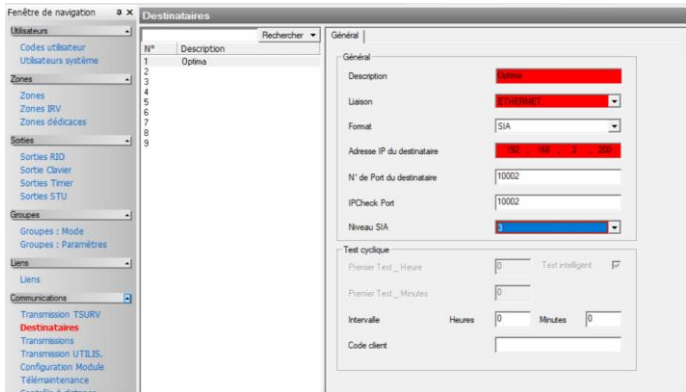 Fenêtre de navigation
Utilisateurs
Codes utilisateur
Utilisateurs système
Zones
Zones
Zones IRV
Zones dédicaces
Sorties
Sorties RIO
Sortie Clavier
Sorties Timer
Sorties STU
Groupes
Groupes : Mode
Groupes : Paramètres
Liens
Liens
Communications
Transmission TSURV
Destinataires
Transmissions
Transmission UTILIS.
Configuration Module
Télémaintenance
Contrôle à distance
Destinataires
Rechercher
N° Description
1 Optima
2
3
4
5
6
7
8
9
Général
Général
Description Optima
Liaison ETHERNET
Format SIA
Adresse IP du destinataire 192 . 168 . 3 . 200
N° de Port du destinataire 10002
IPCheck Port 10002
Niveau SIA 3
Test cyclique
Premier Test _ Heure 0 Test intelligent
Premier Test _ Minutes 0
Intervalle Heures 0 Minutes 0
Code client